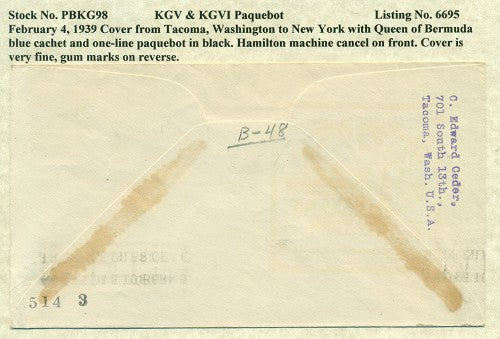 Stock No. PBKG98 KGV & KGVI Paquebot Listing No. 6695
February 4, 1939 Cover from Tacoma, Washington to New York with Queen of Bermuda
blue cachet and one-line paquebot in black. Hamilton machine cancel on front. Cover is
very fine, gum marks on reverse.
B-48
C. Edward Ceder,
701 South 13th.,
Tacoma, Wash. U.S.A.
514 3